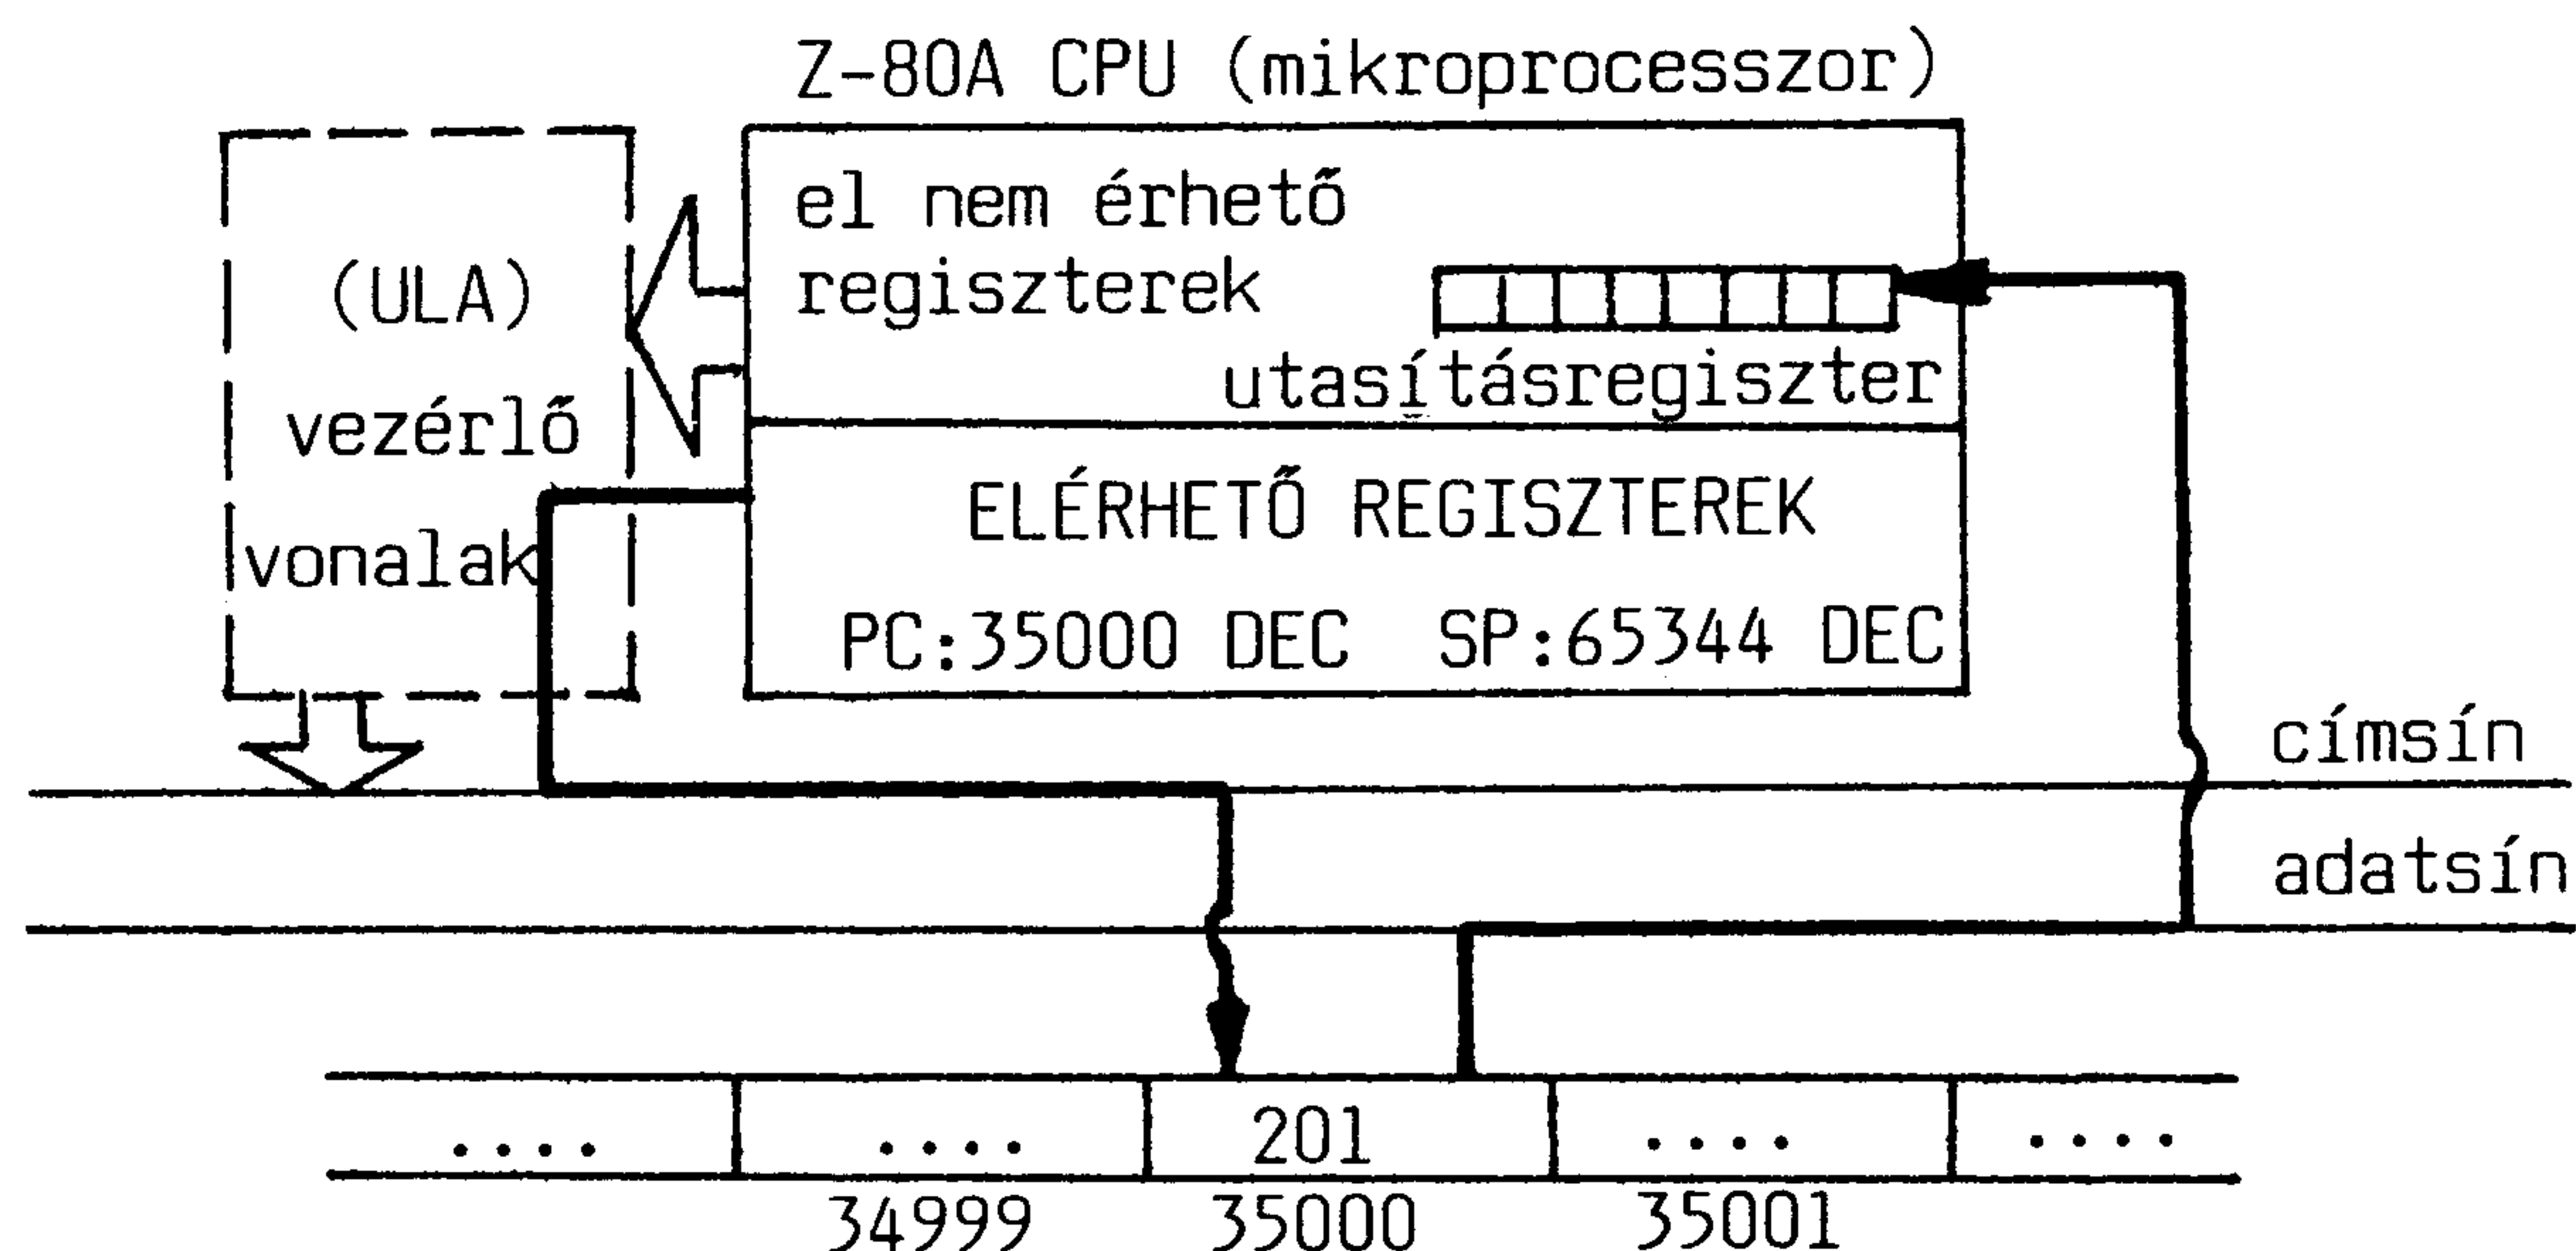 Z-80A CPU (mikroprocesszor)
el nem érhető
regiszterek
utasításregiszter
(ULA)
vezérlő
vonalak
ELÉRHETŐ REGISZTEREK
PC:35000 DEC SP:65344 DEC
címsín
adatsín
.... .... 201 .... ....
34999 35000 35001